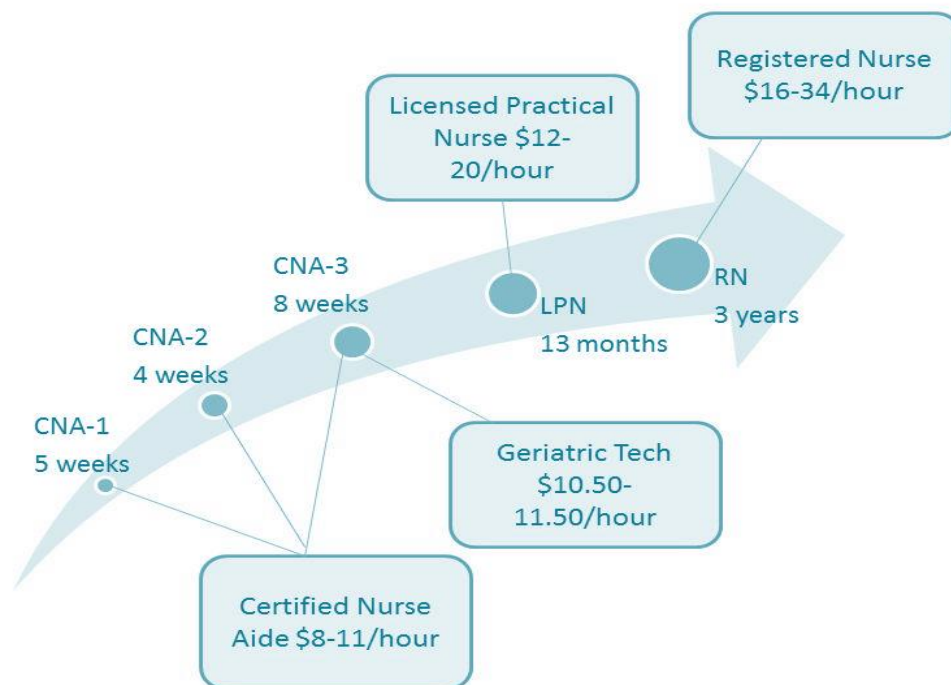 Registered Nurse
$16-34/hour
Licensed Practical
Nurse $12-
20/hour
CNA-3
8 weeks
RN
3 years
LPN
13 months
CNA-2
4 weeks
CNA-1
5 weeks
Geriatric Tech
$10.50-
11.50/hour
Certified Nurse
Aide $8-11/hour